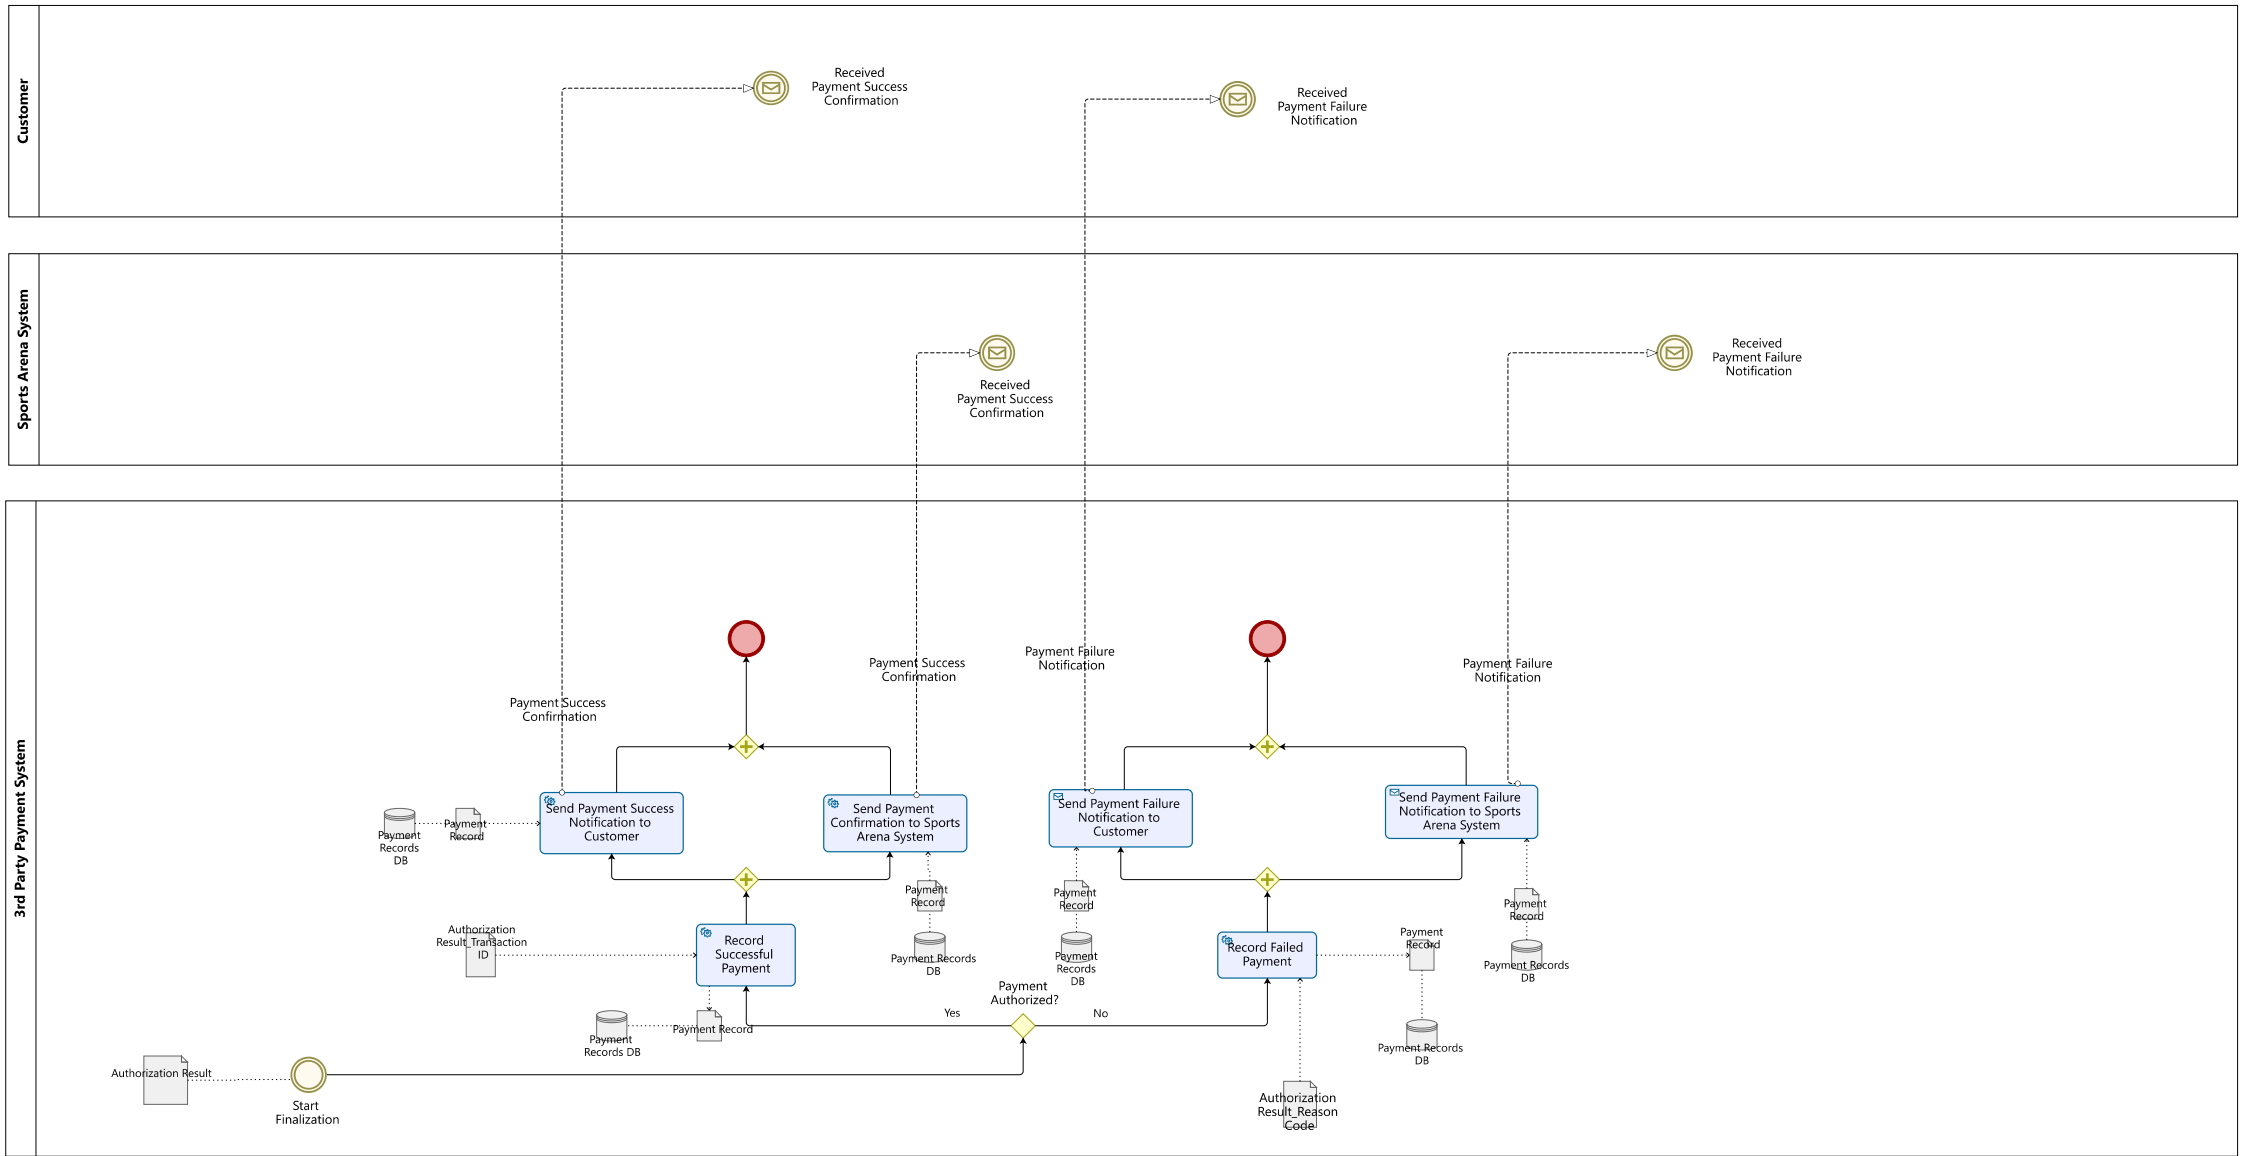 Customer
Received
Payment Success
Confirmation
Received
Payment Failure
Notification
Sports Arena System
Received
Payment Success
Confirmation
Received
Payment Failure
Notification
3rd Party Payment System
Payment Success
Confirmation
Payment Success
Confirmation
Payment Failure
Notification
Payment Failure
Notification
Payment
Records
DB
Payment
Record
Send Payment Success
Notification to
Customer
Send Payment
Confirmation to Sports
Arena System
Send Payment Failure
Notification to
Customer
Send Payment Failure
Notification to Sports
Arena System
Payment
Record
Payment Records
DB
Payment
Record
Payment
Records
DB
Payment
Record
Payment Records
DB
Authorization
Result_Transaction
ID
Record
Successful
Payment
Record Failed
Payment
Payment
Record
Payment Records
DB
Payment
Authorized?
Yes
No
Payment Record
Payment
Records DB
Authorization Result
Start
Finalization
Authorization
Result_Reason
Code